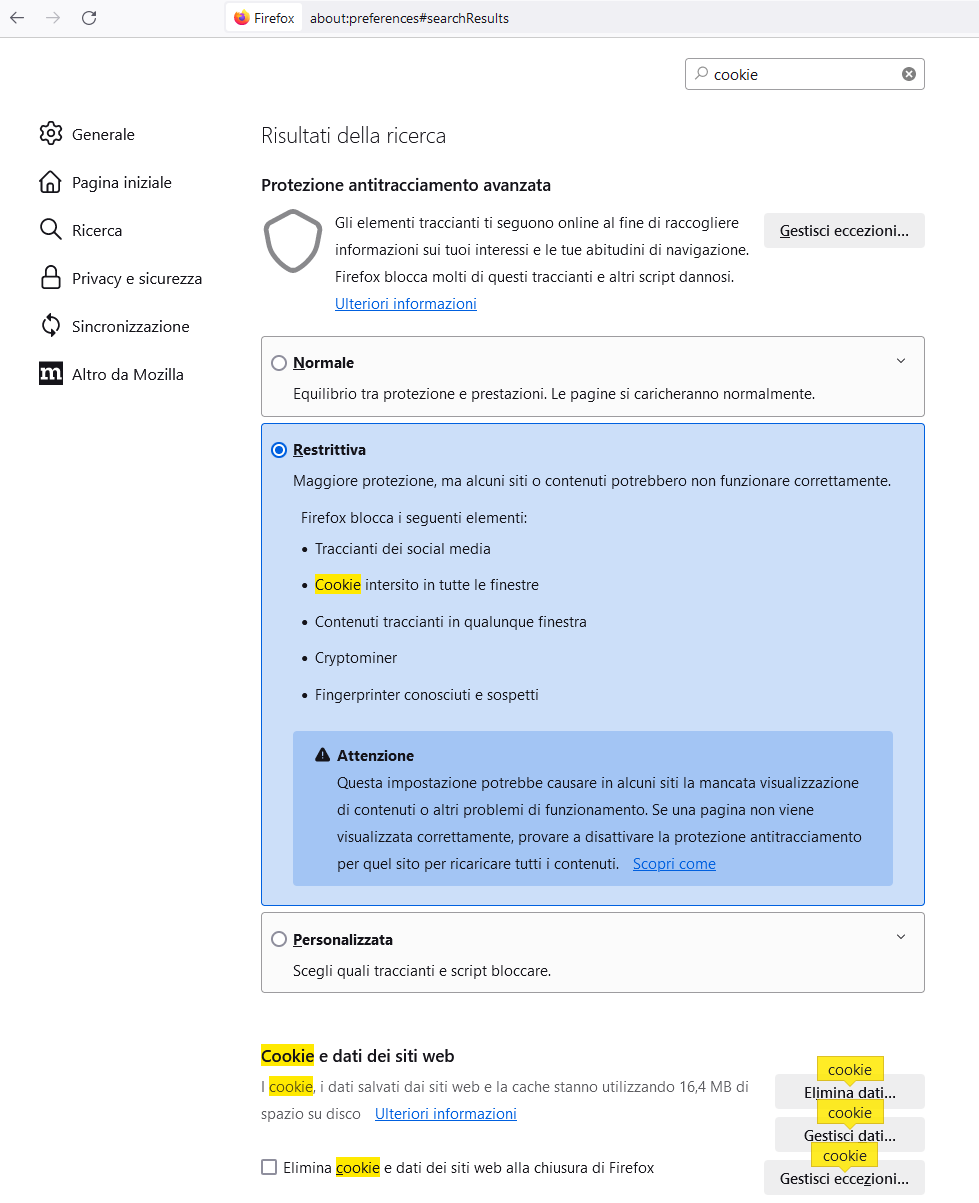 Firefox
about:preferences#searchResults
cookie
Generale
Pagina iniziale
Ricerca
Privacy e sicurezza
Sincronizzazione
m Altro da Mozilla
Risultati della ricerca
Protezione antitracciamento avanzata
Gli elementi traccianti ti seguono online al fine di raccogliere
informazioni sui tuoi interessi e le tue abitudini di navigazione.
Firefox blocca molti di questi traccianti e altri script dannosi.
Ulteriori informazioni
Gestisci eccezioni...
Normale
Equilibrio tra protezione e prestazioni. Le pagine si caricheranno normalmente.
Restrittiva
Maggiore protezione, ma alcuni siti o contenuti potrebbero non funzionare correttamente.
Firefox blocca i seguenti elementi:
• Traccianti dei social media
• Cookie intersito in tutte le finestre
• Contenuti traccianti in qualunque finestra
• Cryptominer
• Fingerprinter conosciuti e sospetti
Attenzione
Questa impostazione potrebbe causare in alcuni siti la mancata visualizzazione
di contenuti o altri problemi di funzionamento. Se una pagina non viene
visualizzata correttamente, provare a disattivare la protezione antitracciamento
per quel sito per ricaricare tutti i contenuti. Scopri come
Personalizzata
Scegli quali traccianti e script bloccare.
Cookie e dati dei siti web
I cookie, i dati salvati dai siti web e la cache stanno utilizzando 16,4 MB di
spazio su disco Ulteriori informazioni
Elimina cookie e dati dei siti web alla chiusura di Firefox
cookie
Elimina dati...
cookie
Gestisci dati...
cookie
Gestisci eccezioni...